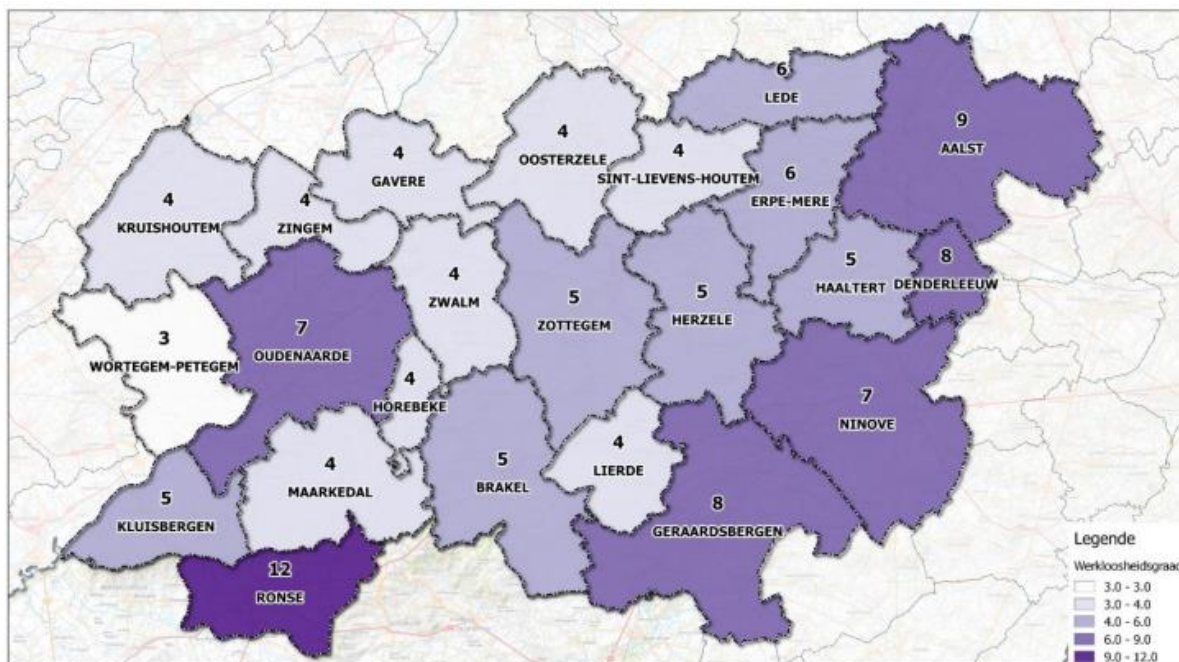 6
LEDE
9
AALST
4
OOSTERZELE
4
SINT-LIEVENS-HOUTEM
4
GAVERE
6
ERPE-MERE
4
KRUISHOUTEM
4
ZINGEM
5
HAALTERT
8
DENDERLEEUW
4
ZWALM
5
ZOTTEGEM
5
HERZELE
3
WORTEGEM-PETEGEM
7
OUDENAARDE
4
HOREBEKE
7
NINOVE
4
MAARKEDAL
5
BRAKEL
4
LIERDE
5
KLUISBERGEN
8
GERAARDSBERGEN
12
RONSE
Legende
Werkloosheidsgraad
3.0 - 3.0
3.0 - 4.0
4.0 - 6.0
6.0 - 9.0
9.0 - 12.0